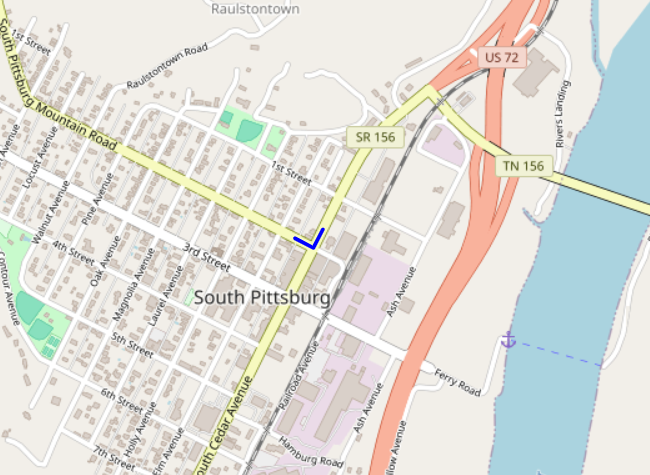 Raulstontown
1st Street
South Pittsburg Mountain Road
Raulstontown Road
US 72
Rivers Landing
SR 156
TN 156
1st Street
Locust Avenue
Walnut Avenue
Pine Avenue
4th Street
3rd Street
Oak Avenue
Magnolia Avenue
Laurel Avenue
Contour Avenue
South Pittsburg
Ash Avenue
5th Street
Railroad Avenue
Ferry Road
6th Street
Ash Avenue
Holly Avenue
Elm Avenue
South Cedar Avenue
7th Street
Hamburg Road